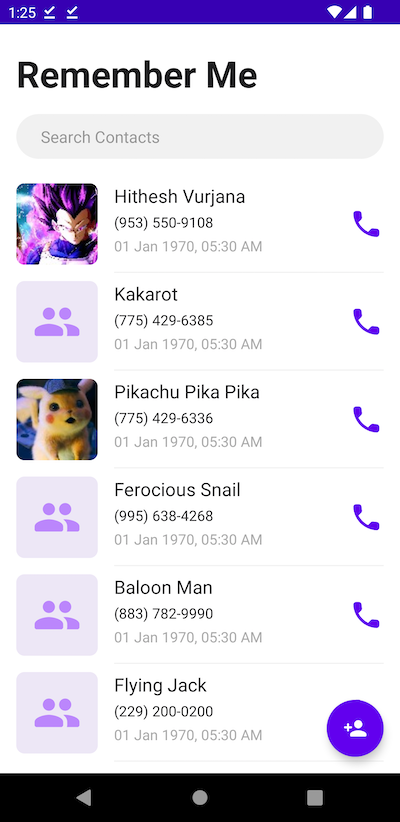 1:25
Remember Me
Search Contacts
Hithesh Vurjana
(953) 550-9108
01 Jan 1970, 05:30 AM
Kakarot
(775) 429-6385
01 Jan 1970, 05:30 AM
Pikachu Pika Pika
(775) 429-6336
01 Jan 1970, 05:30 AM
Ferocious Snail
(995) 638-4268
01 Jan 1970, 05:30 AM
Baloon Man
(883) 782-9990
01 Jan 1970, 05:30 AM
Flying Jack
(229) 200-0200
01 Jan 1970, 05:30 AM